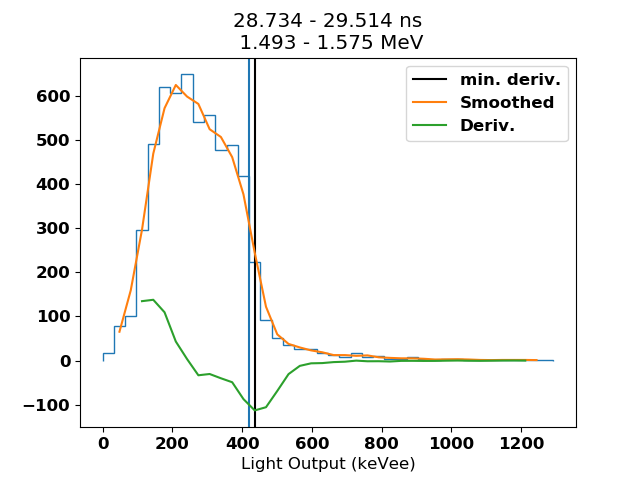 28.734 - 29.514 ns
1.493 - 1.575 MeV
min. deriv.
Smoothed
Deriv.
600
500
400
300
200
100
0
−100
0 200 400 600 800 1000 1200
Light Output (keVee)